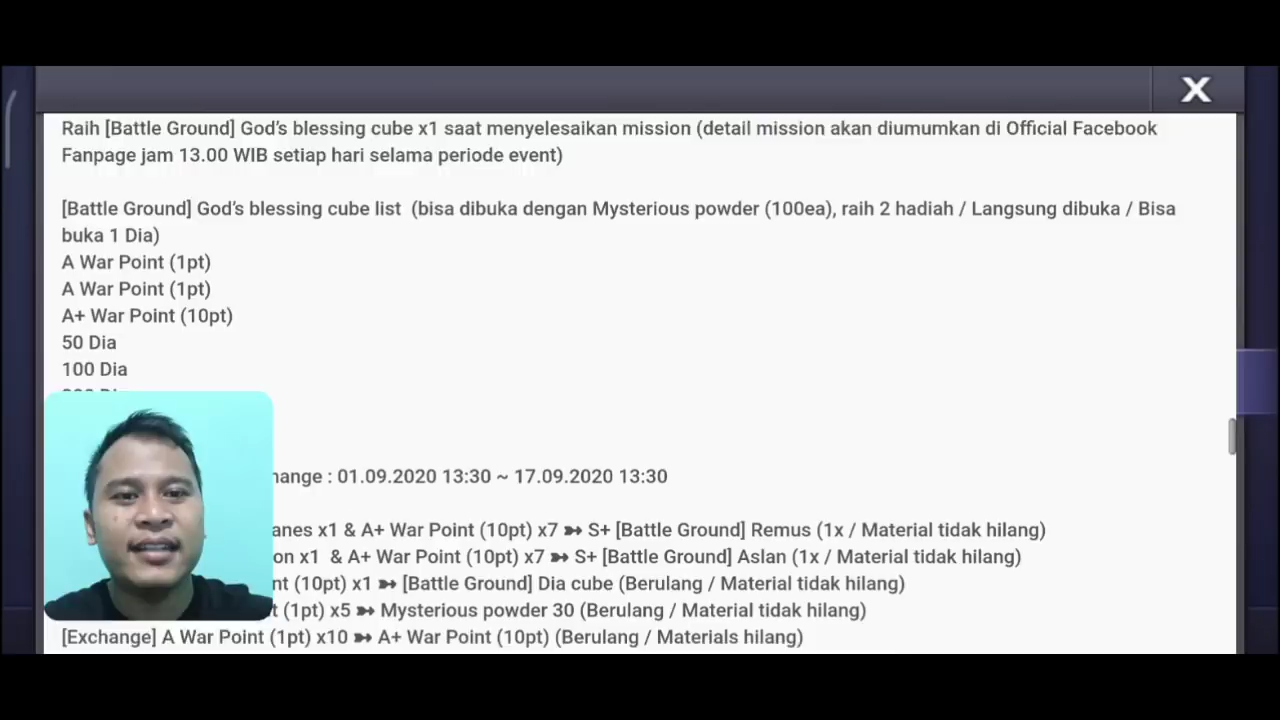 X
Raih [Battle Ground] God's blessing cube x1 saat menyelesaikan mission (detail mission akan diumumkan di Official Facebook
Fanpage jam 13.00 WIB setiap hari selama periode event)
[Battle Ground] God's blessing cube list (bisa dibuka dengan Mysterious powder (100ea), raih 2 hadiah / Langsung dibuka / Bisa
buka 1 Dia)
A War Point (1pt)
A War Point (1pt)
A+ War Point (10pt)
50 Dia
100 Dia
hange : 01.09.2020 13:30 ~ 17.09.2020 13:30
anes x1 & A+ War Point (10pt) x7 ➽ S+ [Battle Ground] Remus (1x / Material tidak hilang)
on x1 & A+ War Point (10pt) x7 ➽ S+ [Battle Ground] Aslan (1x / Material tidak hilang)
nt (10pt) x1 ➽ [Battle Ground] Dia cube (Berulang / Material tidak hilang)
t (1pt) x5 ➽ Mysterious powder 30 (Berulang / Material tidak hilang)
[Exchange] A War Point (1pt) x10 ➽ A+ War Point (10pt) (Berulang / Materials hilang)